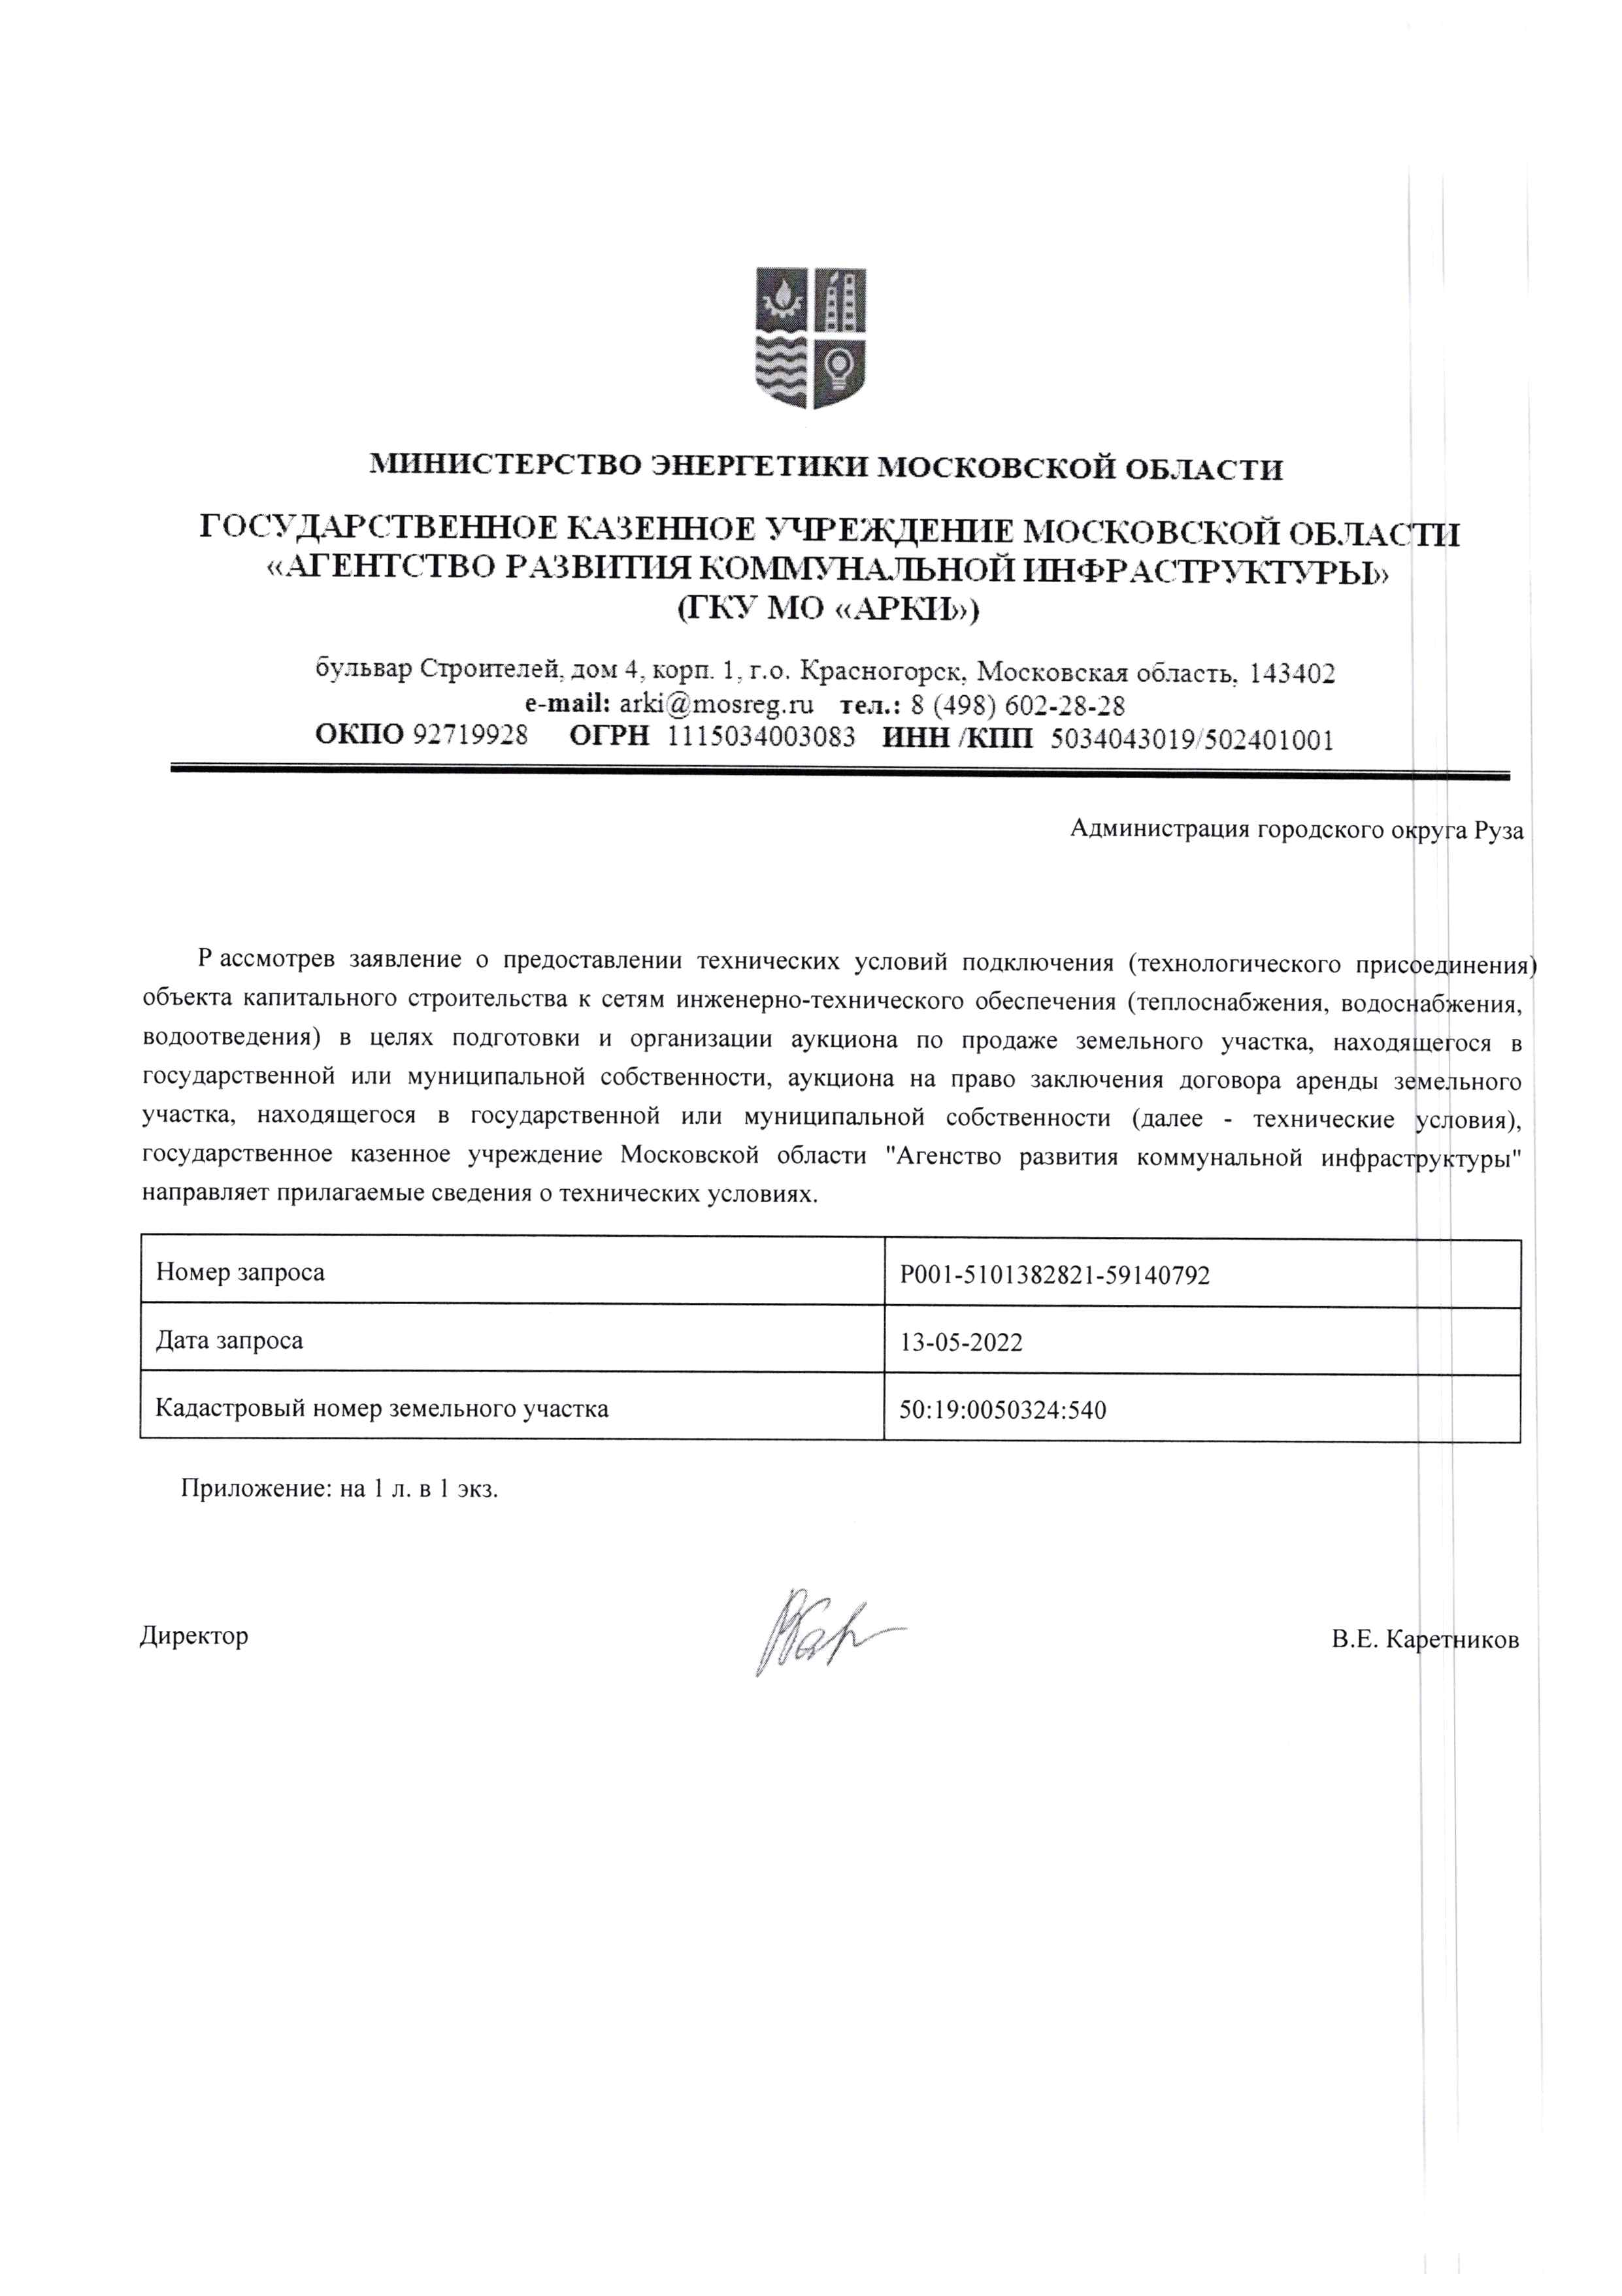 МИНИСТЕРСТВО ЭНЕРГЕТИКИ МОСКОВСКОЙ ОБЛАСТИ
ГОСУДАРСТВЕННОЕ КАЗЕННОЕ УЧРЕЖДЕНИЕ МОСКОВСКОЙ ОБЛАСТИ
«АГЕНТСТВО РАЗВИТИЯ КОММУНАЛЬНОЙ ИНФРАСТРУКТУРЫ»
(ГКУ МО «АРКИ»)
бульвар Строителей, дом 4, корп. 1, г.о. Красногорск, Московская область, 143402
e-mail: arki@mosreg.ru тел.: 8 (498) 602-28-28
ОКПО 92719928 ОГРН 1115034003083 ИНН /КПП 5034043019/502401001
Администрация городского округа Руза
Р ассмотрев заявление о предоставлении технических условий подключения (технологического присоединения)
объекта капитального строительства к сетям инженерно-технического обеспечения (теплоснабжения, водоснабжения,
водоотведения) в целях подготовки и организации аукциона по продаже земельного участка, находящегося в
государственной или муниципальной собственности, аукциона на право заключения договора аренды земельного
участка, находящегося в государственной или муниципальной собственности (далее - технические условия),
государственное казенное учреждение Московской области "Агенство развития коммунальной инфраструктуры"
направляет прилагаемые сведения о технических условиях.
Номер запроса P001-5101382821-59140792
Дата запроса 13-05-2022
Кадастровый номер земельного участка 50:19:0050324:540
Приложение: на 1 л. в 1 экз.
Директор В.Е. Каретников